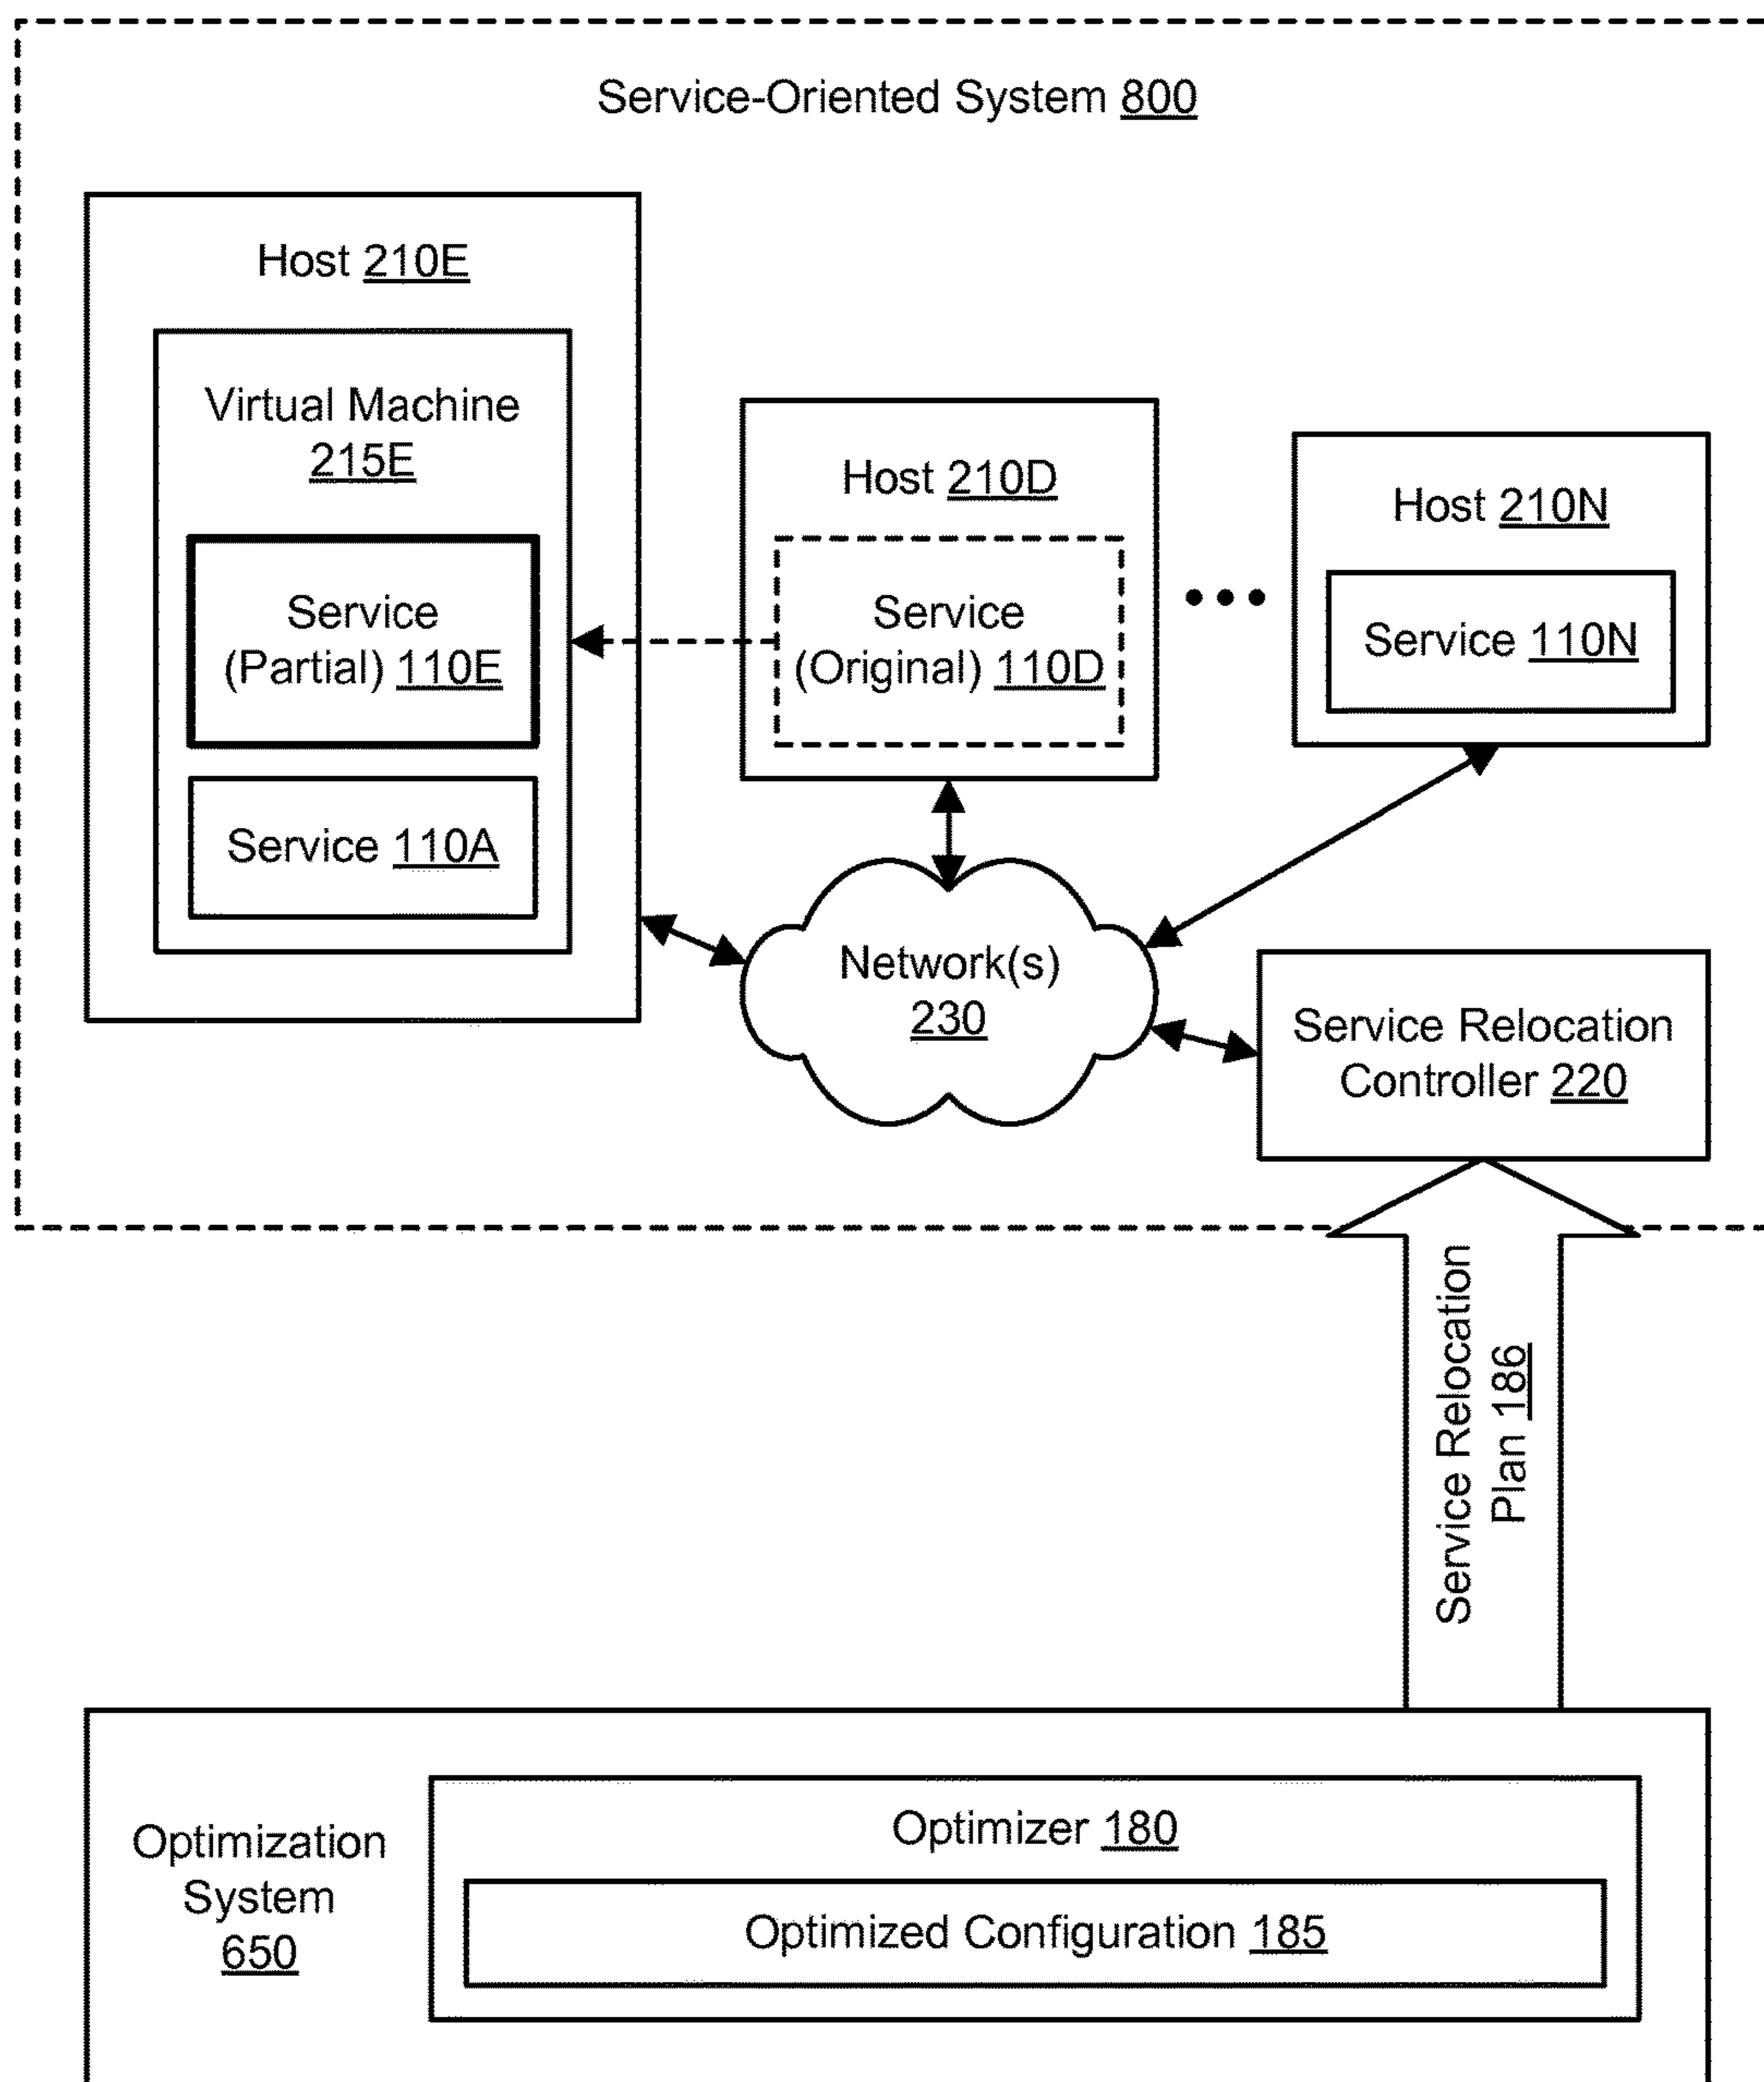 Service-Oriented System 800
Host 210E
Virtual Machine
215E
Service
(Partial) 110E
Service 110A
Host 210D
Service
(Original) 110D
Host 210N
Service 110N
Network(s)
230
Service Relocation
Controller 220
Service Relocation
Plan 186
Optimization
System
650
Optimizer 180
Optimized Configuration 185